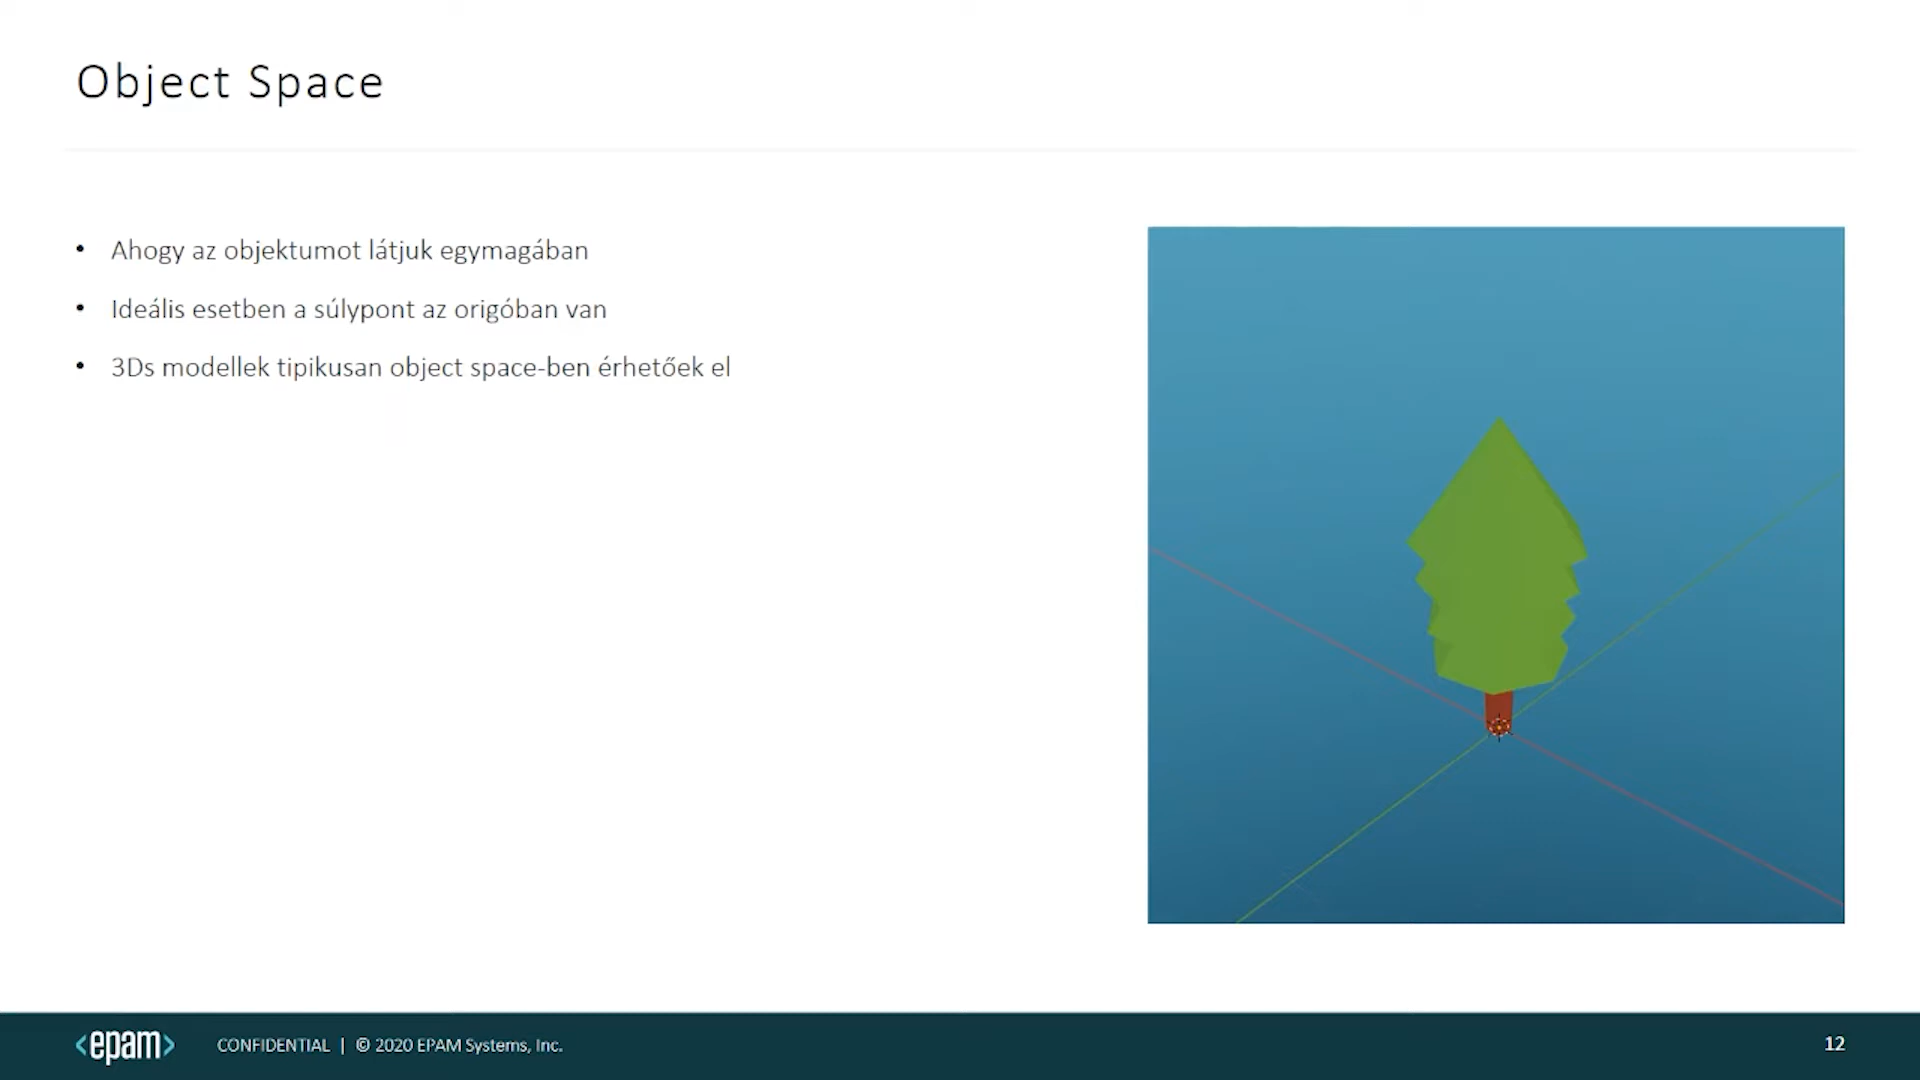 Object Space
• Ahogy az objektumot látjuk egymagában
• Ideális esetben a súlypont az origóban van
• 3Ds modellek tipikusan object space-ben érhetőek el
<epam> CONFIDENTIAL | © 2020 EPAM Systems, Inc. 12